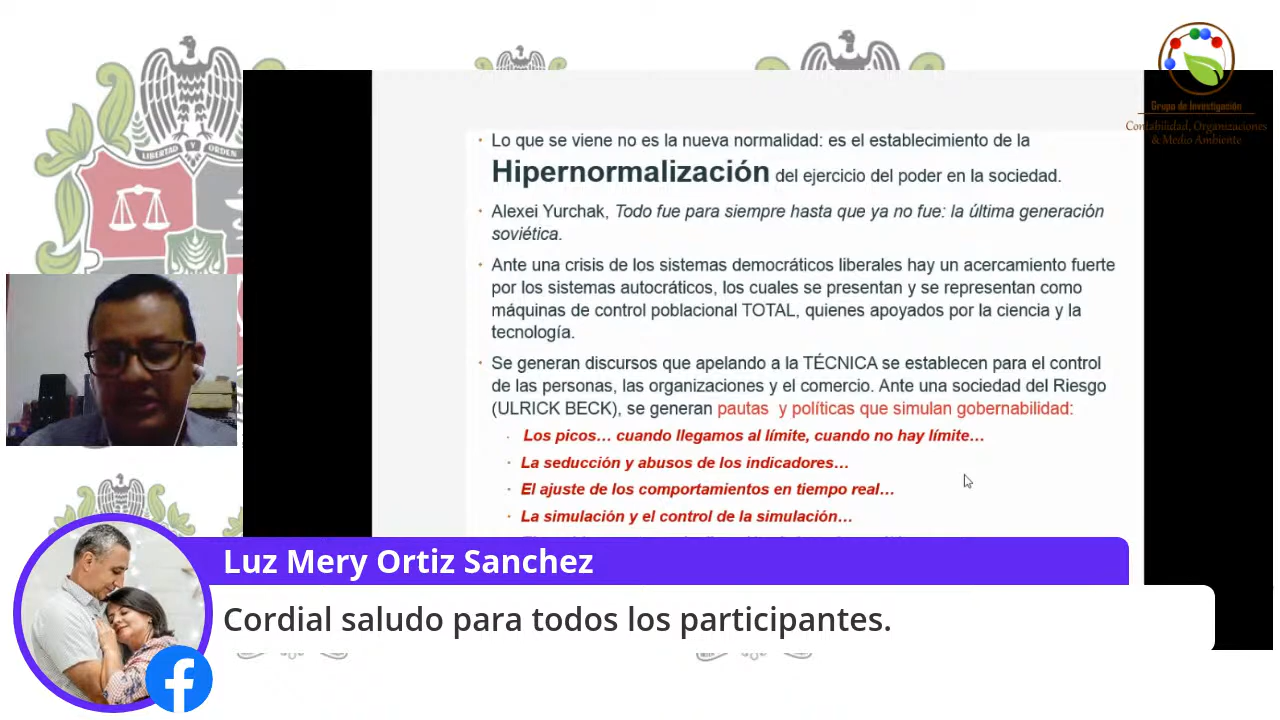 Grupo de Investigación
Contabilidad, Organizaciones
& Medio Ambiente
LIBERTAD Y ORDEN
• Lo que se viene no es la nueva normalidad: es el establecimiento de la
Hipernormalización del ejercicio del poder en la sociedad.
• Alexei Yurchak, Todo fue para siempre hasta que ya no fue: la última generación
soviética.
• Ante una crisis de los sistemas democráticos liberales hay un acercamiento fuerte
por los sistemas autocráticos, los cuales se presentan y se representan como
máquinas de control poblacional TOTAL, quienes apoyados por la ciencia y la
tecnología.
• Se generan discursos que apelando a la TÉCNICA se establecen para el control
de las personas, las organizaciones y el comercio. Ante una sociedad del Riesgo
(ULRICK BECK), se generan pautas y políticas que simulan gobernabilidad:
• Los picos… cuando llegamos al límite, cuando no hay límite…
• La seducción y abusos de los indicadores…
• El ajuste de los comportamientos en tiempo real…
• La simulación y el control de la simulación…
Luz Mery Ortiz Sanchez
Cordial saludo para todos los participantes.